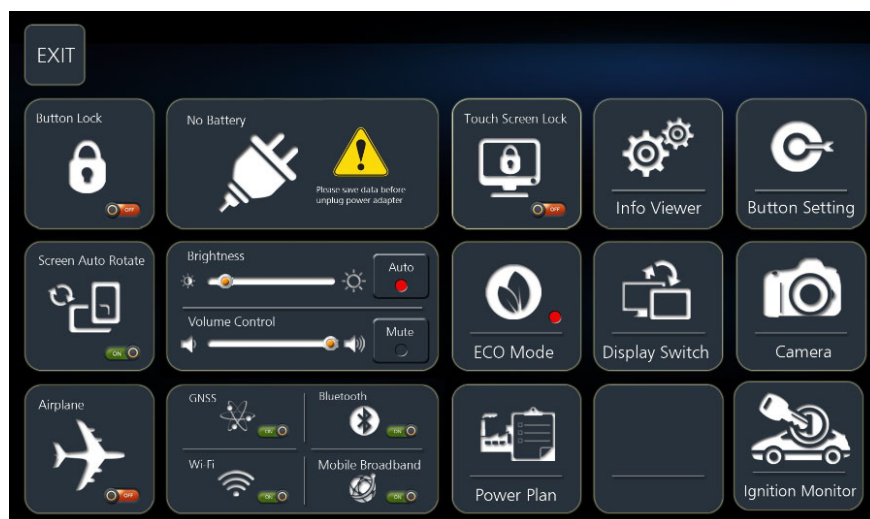 EXIT
Button Lock
OFF
No Battery
Please save data before
unplug power adapter
Touch Screen Lock
OFF
Info Viewer
Button Setting
Screen Auto Rotate
ON
Brightness
Auto
Volume Control
Mute
ECO Mode
Display Switch
Camera
Airplane
OFF
GNSS
ON
Bluetooth
ON
Wi-Fi
ON
Mobile Broadband
ON
Power Plan
Ignition Monitor